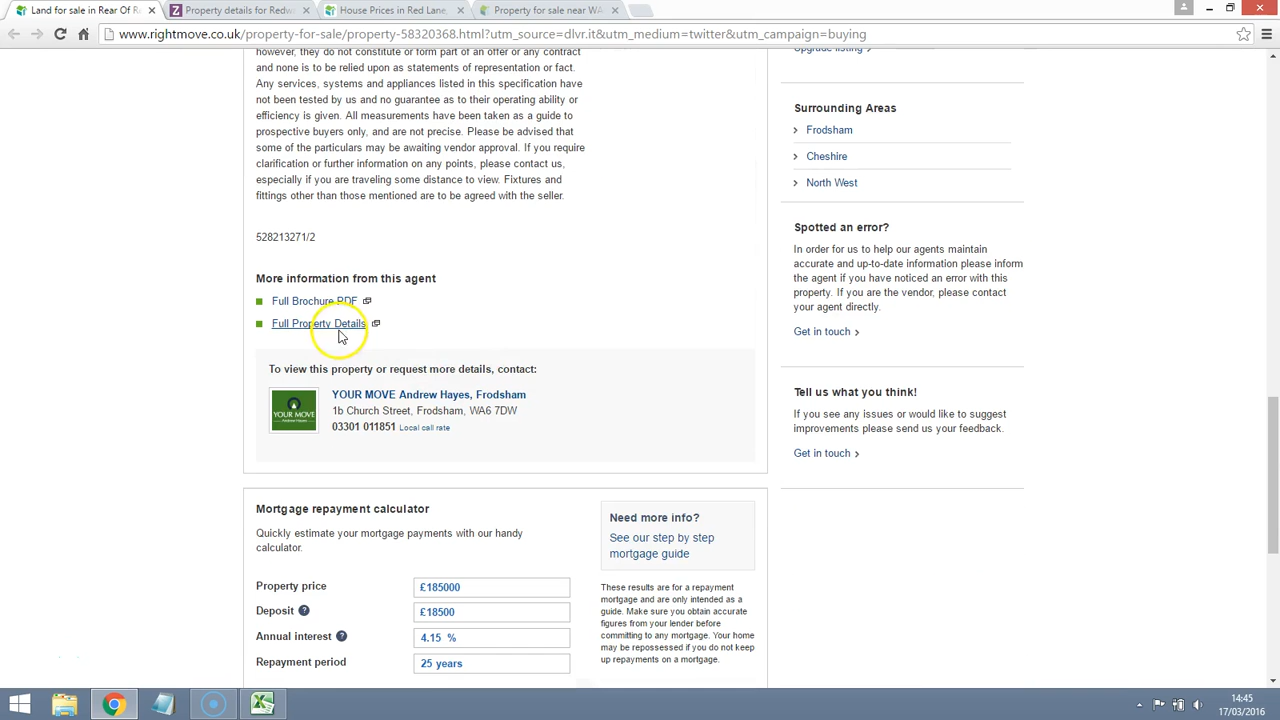 Land for sale in Rear Of R
Property details for Redw
House Prices in Red Lane,
Property for sale near WA
www.rightmove.co.uk/property-for-sale/property-58320368.html?utm_source=dlvr.it&utm_medium=twitter&utm_campaign=buying
however, they do not constitute or form part of an offer or any contract
and none is to be relied upon as statements of representation or fact.
Any services, systems and appliances listed in this specification have
not been tested by us and no guarantee as to their operating ability or
efficiency is given. All measurements have been taken as a guide to
prospective buyers only, and are not precise. Please be advised that
some of the particulars may be awaiting vendor approval. If you require
clarification or further information on any points, please contact us,
especially if you are traveling some distance to view. Fixtures and
fittings other than those mentioned are to be agreed with the seller.
528213271/2
More information from this agent
Full Brochure PDF
Full Property Details
To view this property or request more details, contact:
YOUR MOVE
Andrew Hayes
YOUR MOVE Andrew Hayes, Frodsham
1b Church Street, Frodsham, WA6 7DW
03301 011851 Local call rate
Mortgage repayment calculator
Quickly estimate your mortgage payments with our handy
calculator.
Property price £185000
Deposit ? £18500
Annual interest ? 4.15 %
Repayment period 25 years
Need more info?
See our step by step
mortgage guide
These results are for a repayment
mortgage and are only intended as a
guide. Make sure you obtain accurate
figures from your lender before
committing to any mortgage. Your home
may be repossessed if you do not keep
up repayments on a mortgage.
Upgrade listing
Surrounding Areas
Frodsham
Cheshire
North West
Spotted an error?
In order for us to help our agents maintain
accurate and up-to-date information please inform
the agent if you have noticed an error with this
property. If you are the vendor, please contact
your agent directly.
Get in touch
Tell us what you think!
If you see any issues or would like to suggest
improvements please send us your feedback.
Get in touch
14:45
17/03/2016